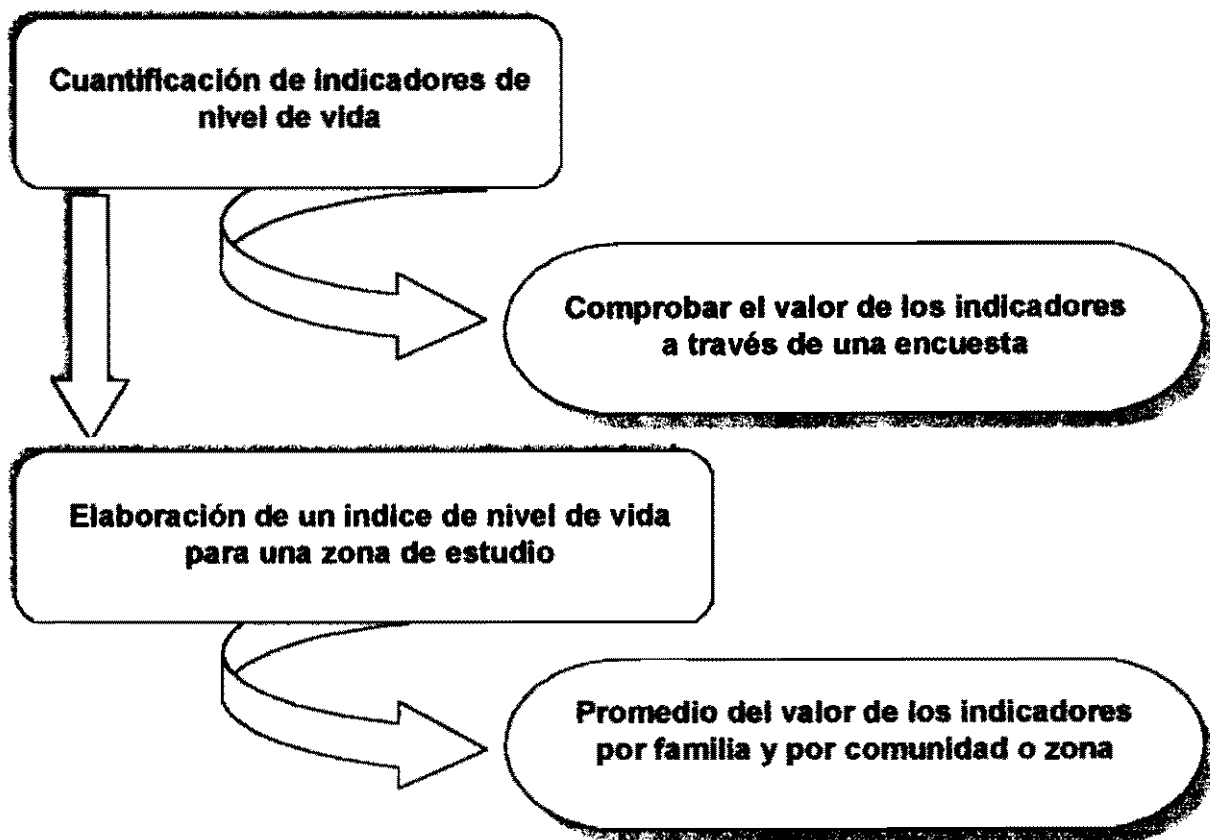 Cuantificación de indicadores de
nivel de vida
Comprobar el valor de los indicadores
a través de una encuesta
Elaboración de un indice de nivel de vida
para una zona de estudio
Promedio del valor de los indicadores
por familia y por comunidad o zona